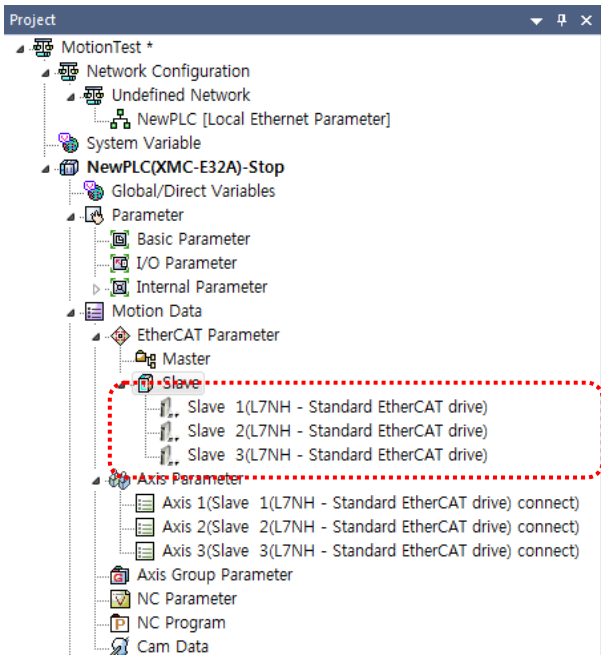 Project
MotionTest *
Network Configuration
Undefined Network
NewPLC [Local Ethernet Parameter]
System Variable
NewPLC(XMC-E32A)-Stop
Global/Direct Variables
Parameter
Basic Parameter
I/O Parameter
Internal Parameter
Motion Data
EtherCAT Parameter
Master
Slave
Slave 1(L7NH - Standard EtherCAT drive)
Slave 2(L7NH - Standard EtherCAT drive)
Slave 3(L7NH - Standard EtherCAT drive)
Axis Parameter
Axis 1(Slave 1(L7NH - Standard EtherCAT drive) connect)
Axis 2(Slave 2(L7NH - Standard EtherCAT drive) connect)
Axis 3(Slave 3(L7NH - Standard EtherCAT drive) connect)
Axis Group Parameter
NC Parameter
NC Program
Cam Data